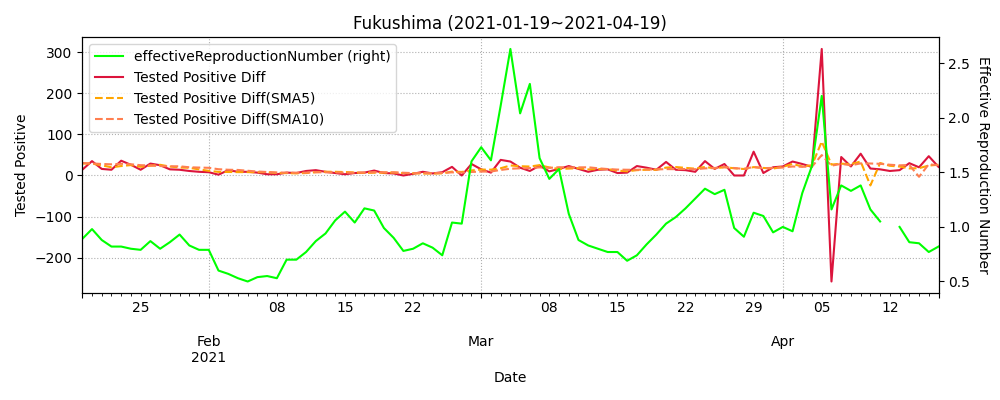 Fukushima (2021-01-19~2021-04-19)
effectiveReproductionNumber (right)
Tested Positive Diff
Tested Positive Diff(SMA5)
Tested Positive Diff(SMA10)
Tested Positive
300
200
100
0
−100
−200
Effective Reproduction Number
2.5
2.0
1.5
1.0
0.5
25 08 15 22 08 15 22 29 05 12
Feb Mar Apr
2021
Date